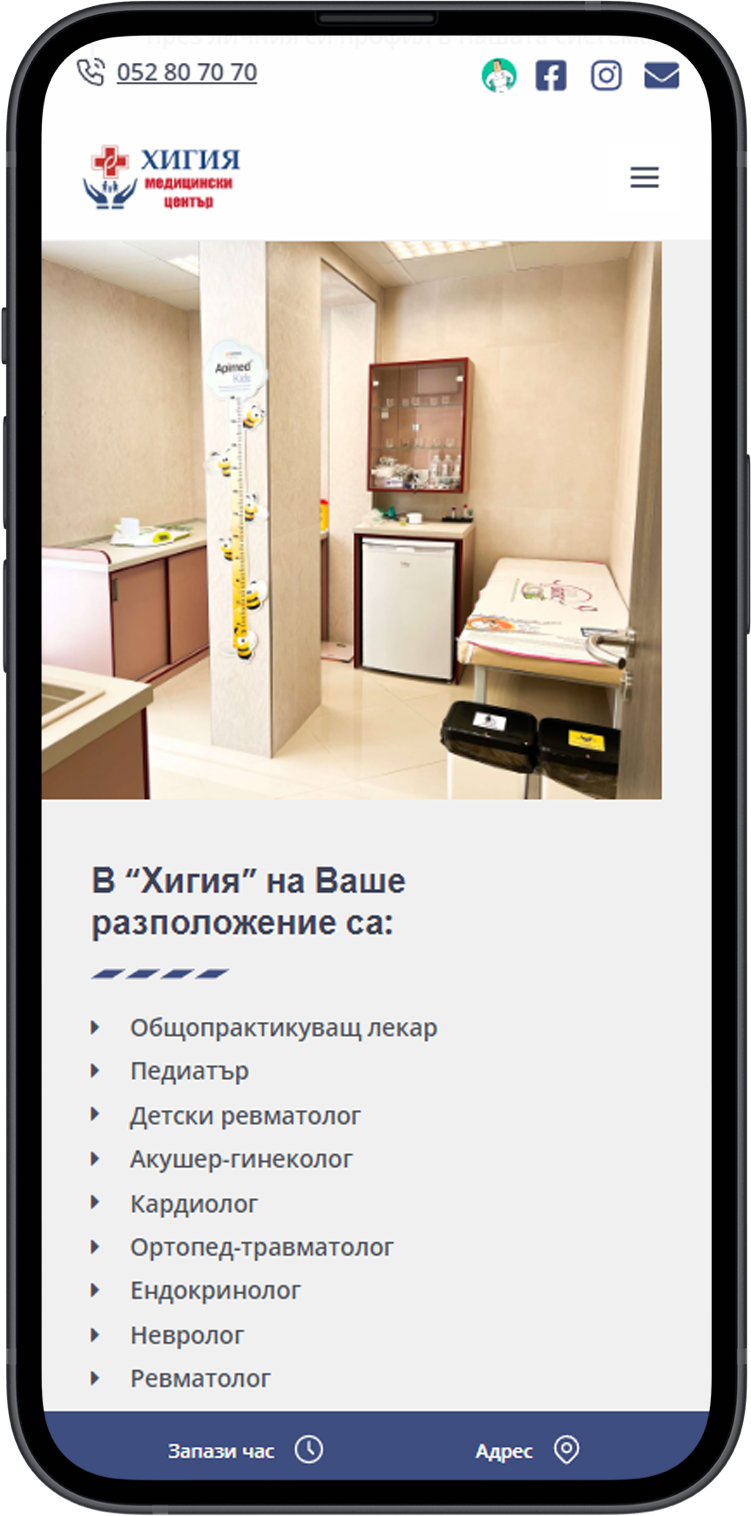 052 80 70 70
ХИГИЯ
медицински
център
Apimed
Kids
В “Хигия” на Ваше
разположение са:
Общопрактикуващ лекар
Педиатър
Детски ревматолог
Акушер-гинеколог
Кардиолог
Ортопед-травматолог
Ендокринолог
Невролог
Ревматолог
Запази час
Адрес